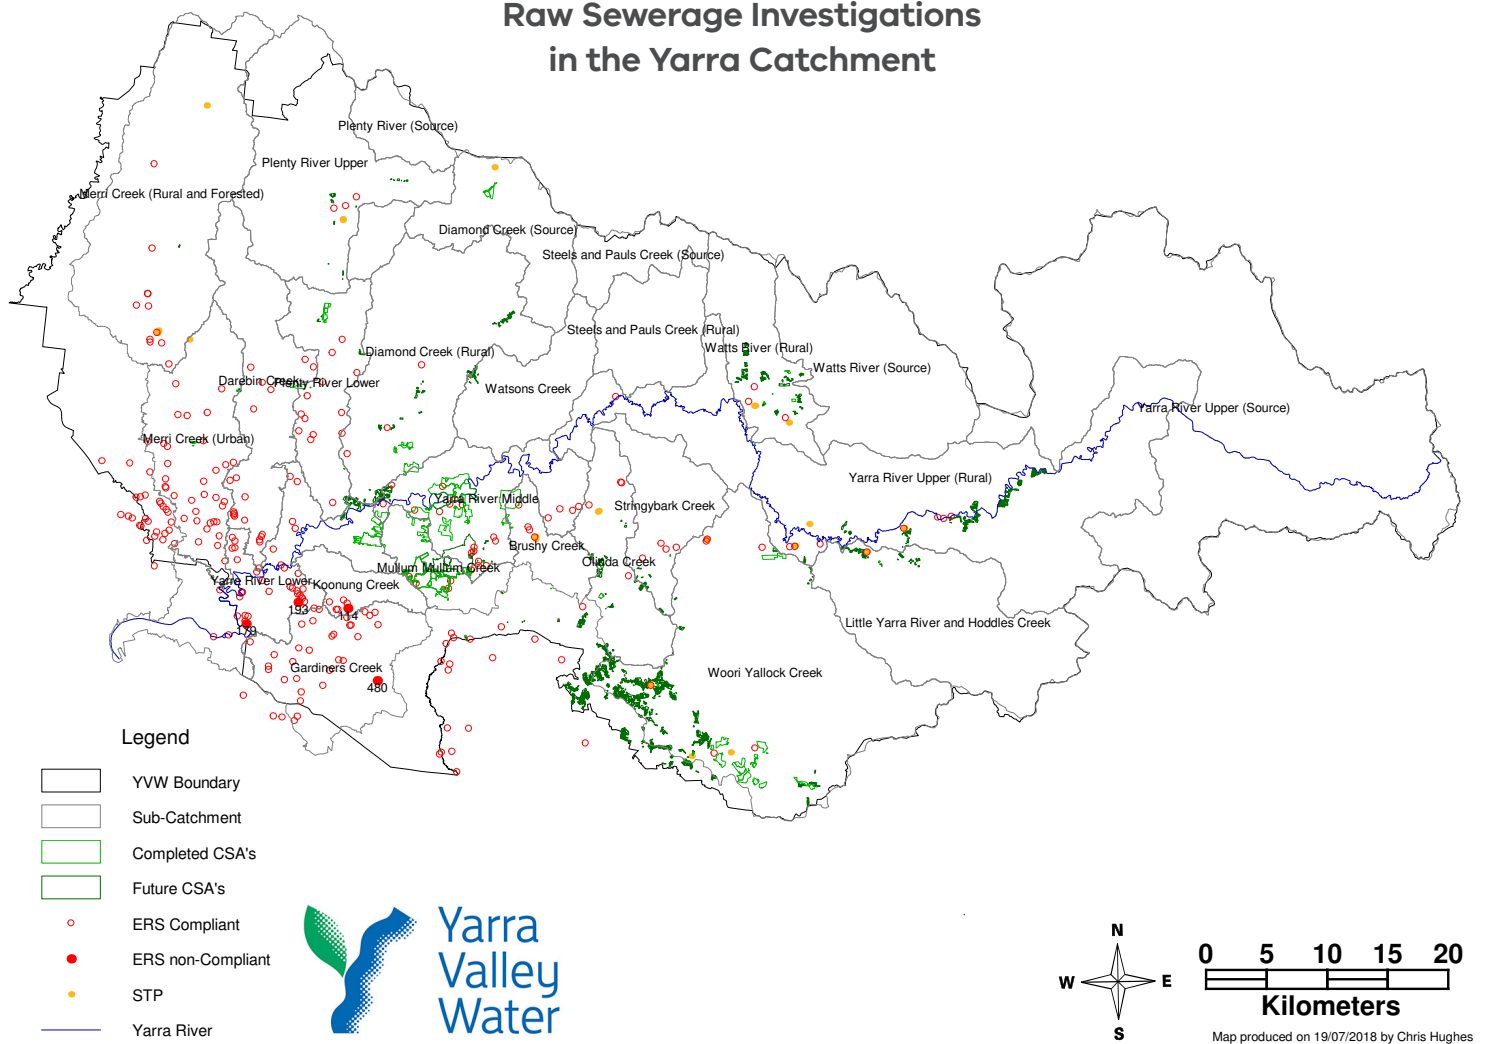 Raw Sewerage Investigations
in the Yarra Catchment
Plenty River (Source)
Plenty River Upper
Merri Creek (Rural and Forested)
Diamond Creek (Source)
Steels and Pauls Creek (Source)
Steels and Pauls Creek (Rural)
Watts River (Rural)
Diamond Creek (Rural)
Watts River (Source)
Darebin Creek
Plenty River Lower
Watsons Creek
Yarra River Upper (Source)
Merri Creek (Urban)
Yarra River Upper (Rural)
Yarra River Middle
Stringybark Creek
Brushy Creek
Olinda Creek
Mullum Mullum Creek
Yarra River Lower
Koonung Creek
193
114
179
Little Yarra River and Hoddles Creek
Gardiners Creek
Woori Yallock Creek
480
Legend
YVW Boundary
Sub-Catchment
Completed CSA's
Future CSA's
ERS Compliant
ERS non-Compliant
STP
Yarra River
Yarra
Valley
Water
N
W E
S
0 5 10 15 20
Kilometers
Map produced on 19/07/2018 by Chris Hughes